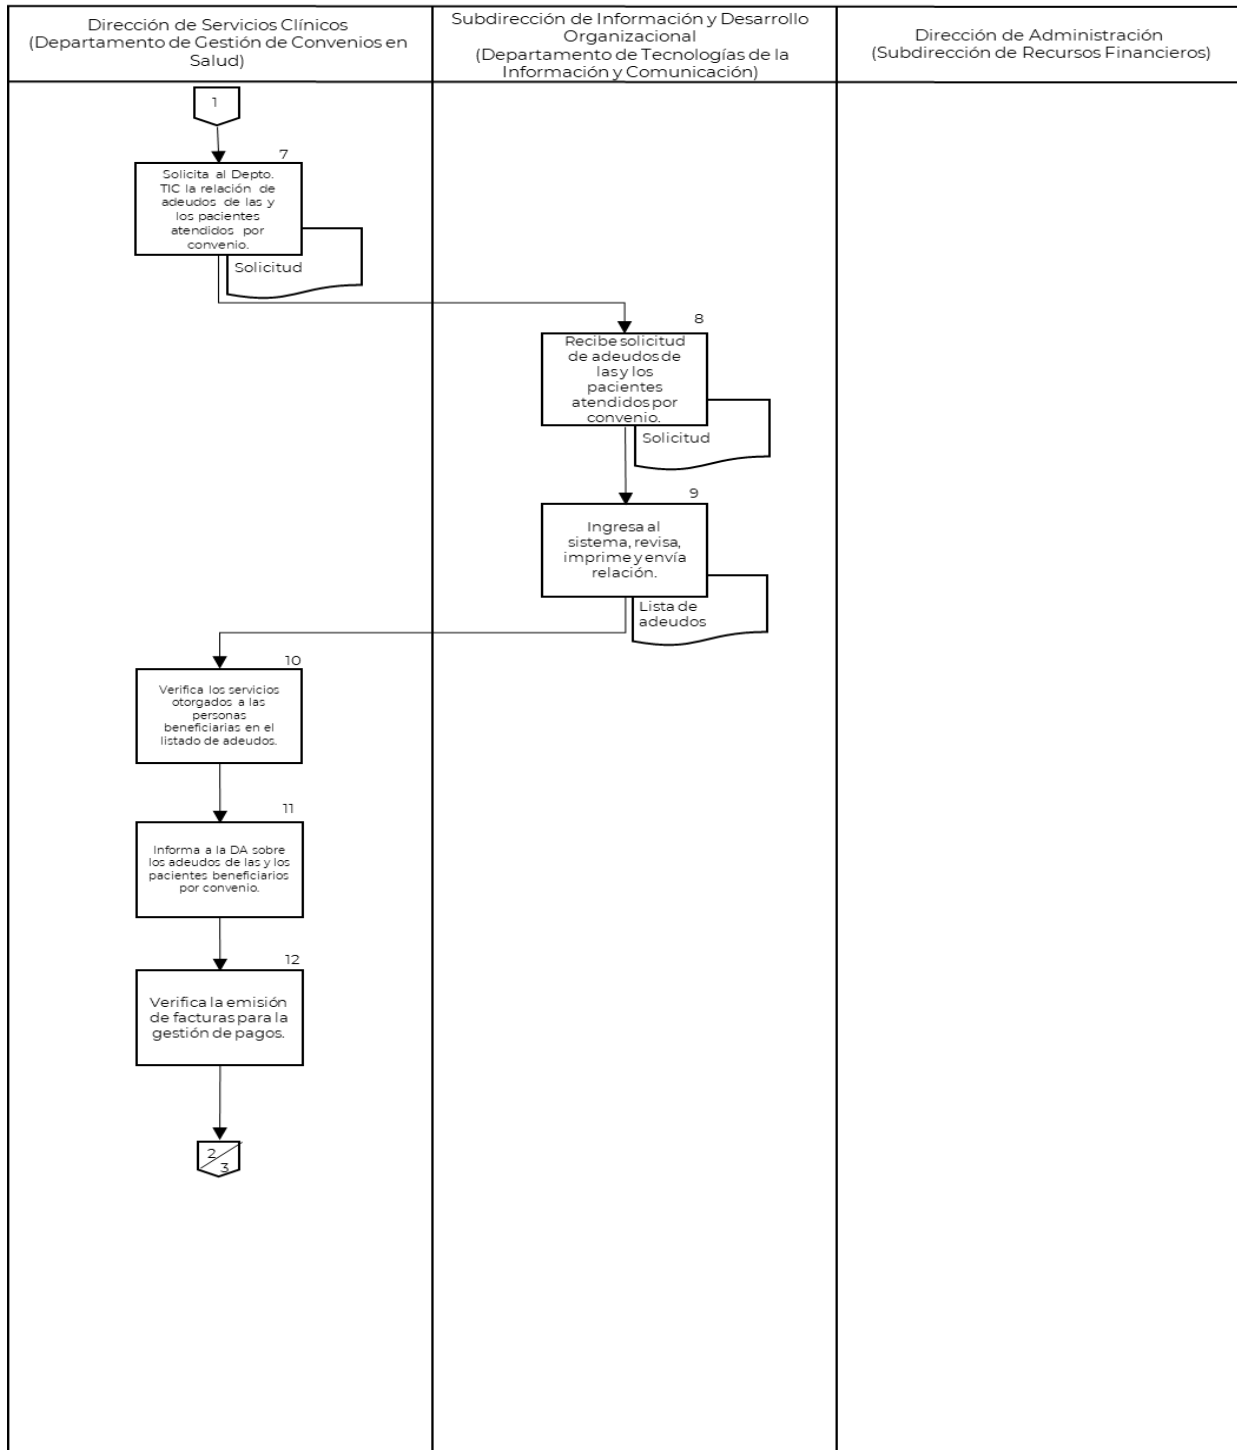 Dirección de Servicios Clínicos
(Departamento de Gestión de Convenios en
Salud)
Subdirección de Información y Desarrollo
Organizacional
(Departamento de Tecnologías de la
Información y Comunicación)
Dirección de Administración
(Subdirección de Recursos Financieros)
1
7
Solicita al Depto.
TIC la relación de
adeudos de las y
los pacientes
atendidos por
convenio.
Solicitud
8
Recibe solicitud
de adeudos de
las y los
pacientes
atendidos por
convenio.
Solicitud
9
Ingresa al
sistema, revisa,
imprime y envía
relación.
Lista de
adeudos
10
Verifica los servicios
otorgados a las
personas
beneficiarias en el
listado de adeudos.
11
Informa a la DA sobre
los adeudos de las y los
pacientes beneficiarios
por convenio.
12
Verifica la emisión
de facturas para la
gestión de pagos.
2
3